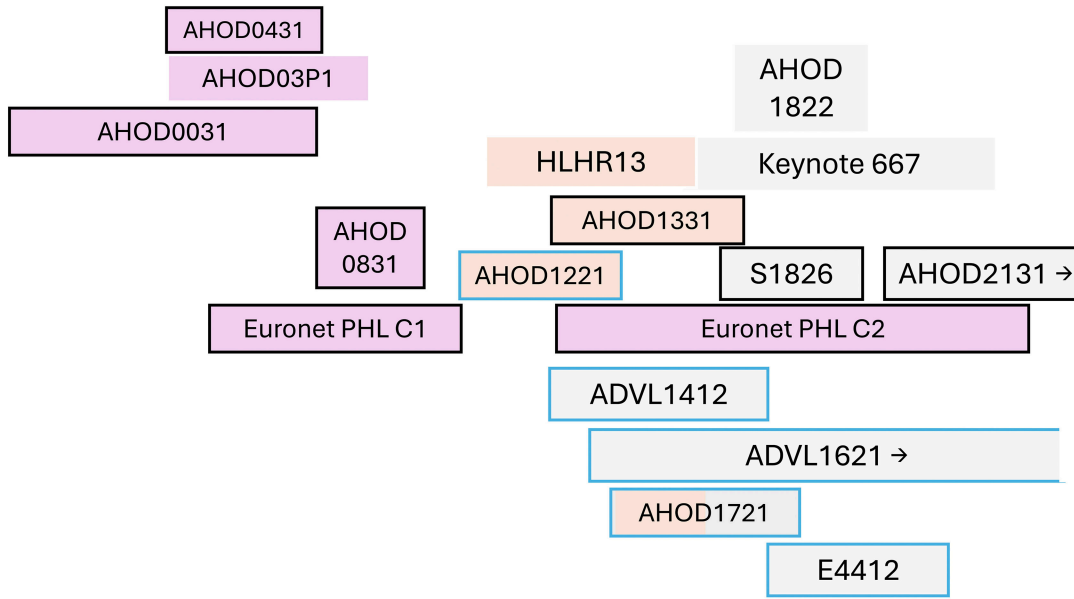 AHOD0431
AHOD03P1
AHOD0031
AHOD
1822
HLHR13
Keynote 667
AHOD1331
AHOD
0831
AHOD1221
S1826
AHOD2131 →
Euronet PHL C1
Euronet PHL C2
ADVL1412
ADVL1621 →
AHOD1721
E4412